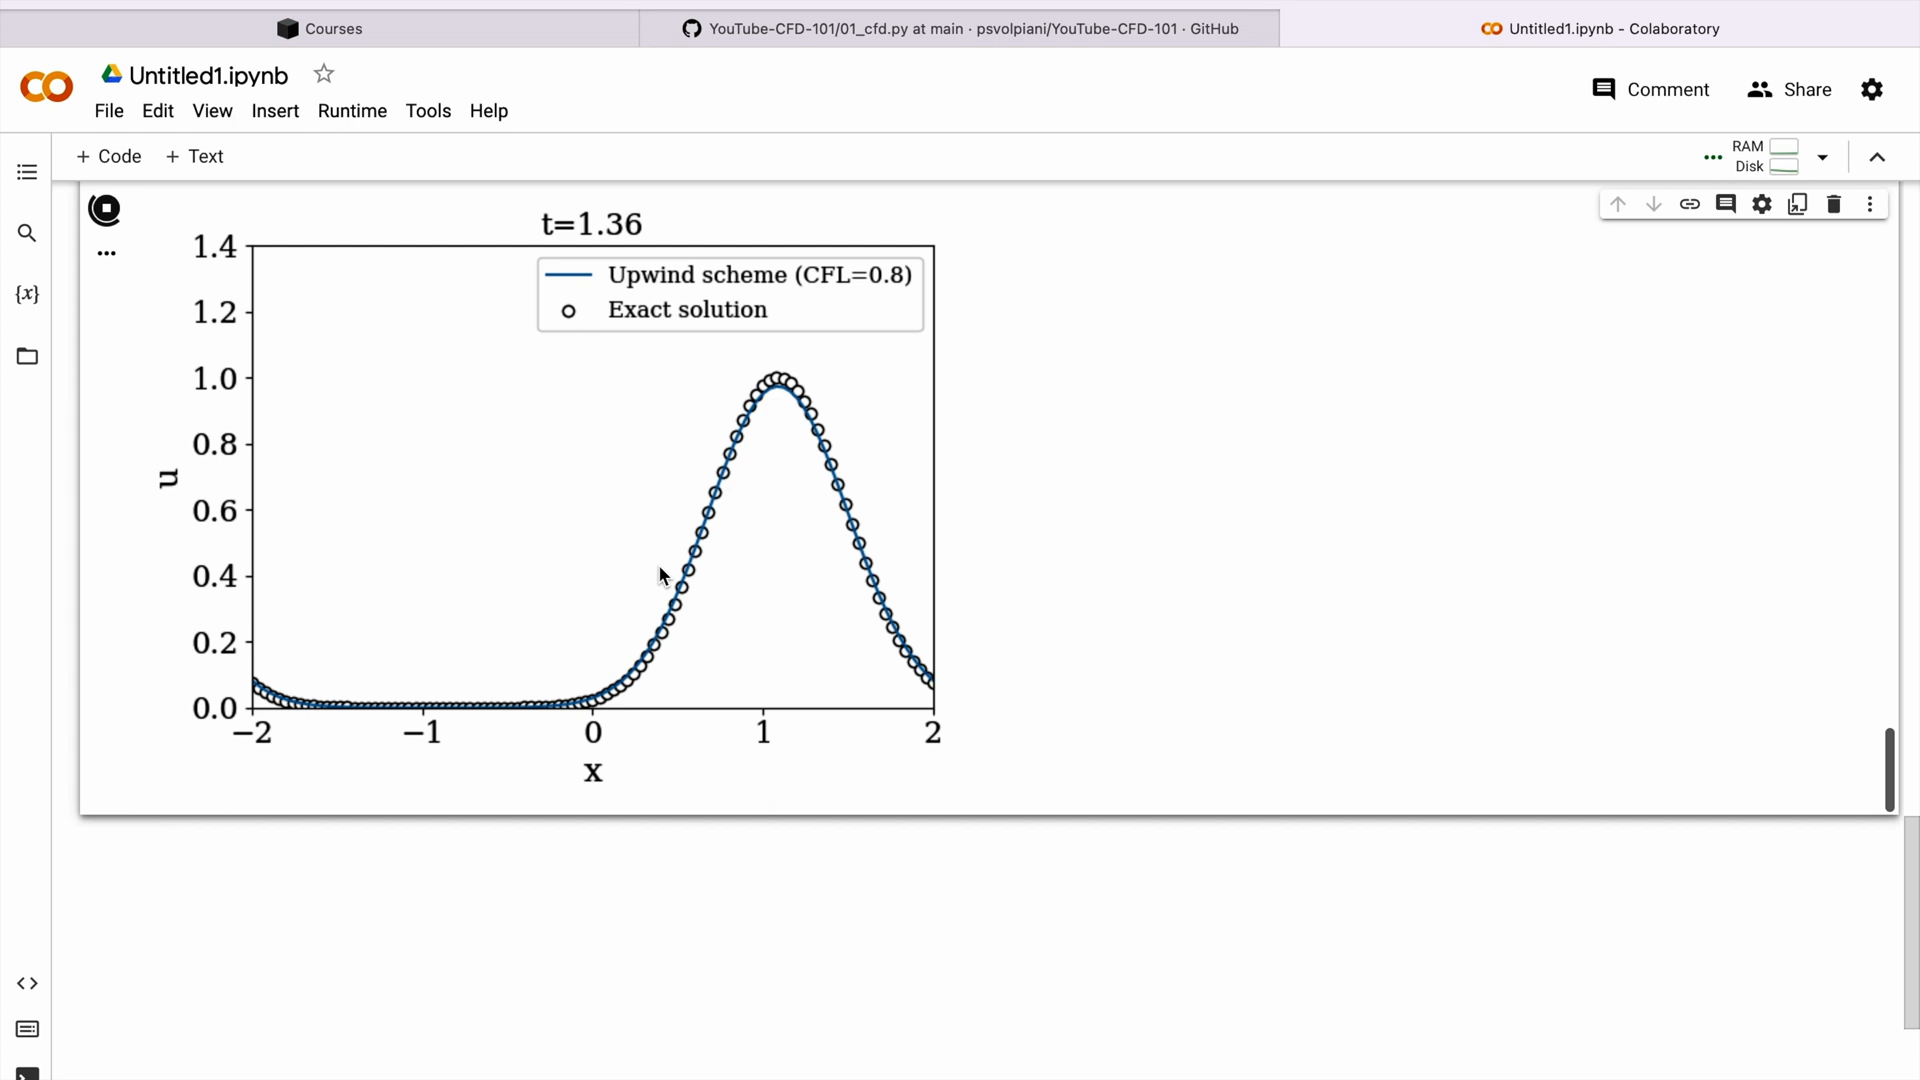 Courses
YouTube-CFD-101/01_cfd.py at main · psvolpiani/YouTube-CFD-101 · GitHub
Untitled1.ipynb - Colaboratory
Untitled1.ipynb
File Edit View Insert Runtime Tools Help
Comment
Share
+ Code + Text
RAM
Disk
{x}
t=1.36
1.4
1.2
1.0
0.8
0.6
0.4
0.2
0.0
u
Upwind scheme (CFL=0.8)
Exact solution
−2 −1 0 1 2
x